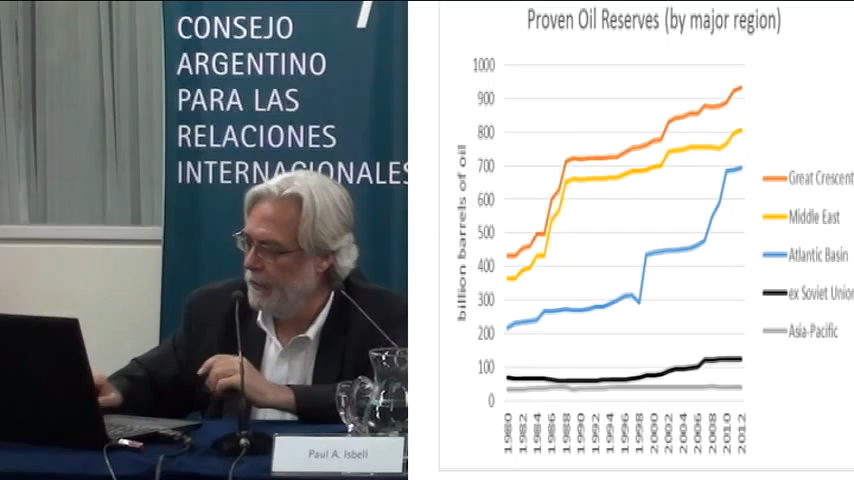 CONSEJO
ARGENTINO
PARA LAS
RELACIONES
INTERNACIONALES
Paul A. Isbell
Proven Oil Reserves (by major region)
billion barrels of oil
1000
900
800
700
600
500
400
300
200
100
0
1980
1982
1984
1986
1988
1990
1992
1994
1996
1998
2000
2002
2004
2006
2008
2010
2012
Great Crescent
Middle East
Atlantic Basin
ex Soviet Union
Asia-Pacific